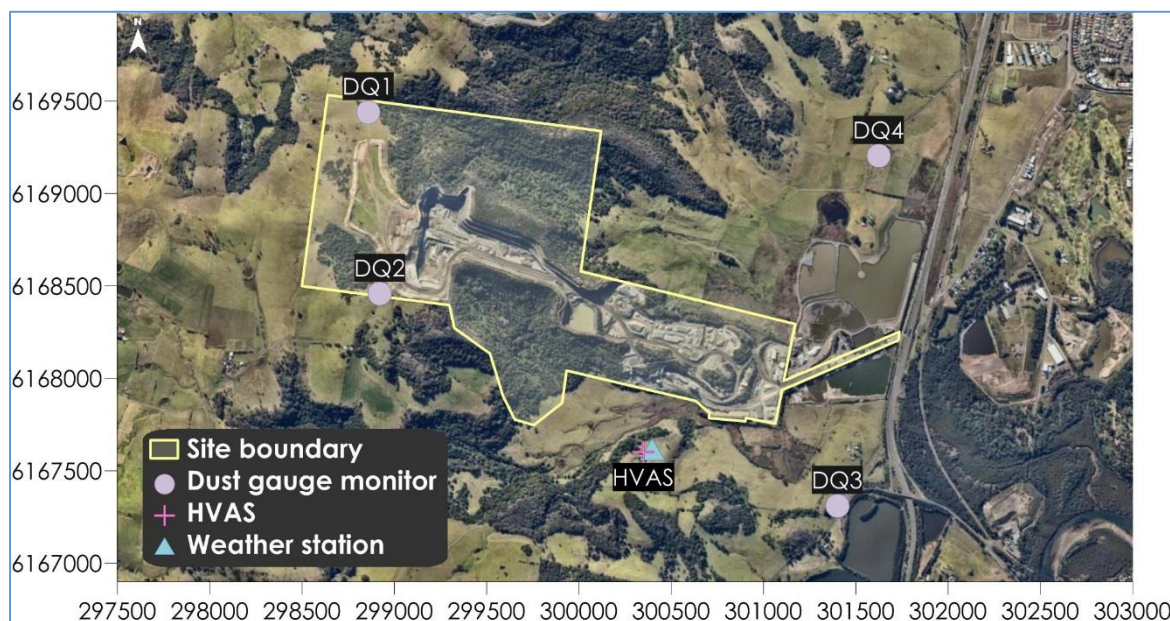 N
6169500
6169000
6168500
6168000
6167500
6167000
DQ1
DQ4
DQ2
DQ3
HVAS
Site boundary
Dust gauge monitor
HVAS
Weather station
297500 298000 298500 299000 299500 300000 300500 301000 301500 302000 302500 303000